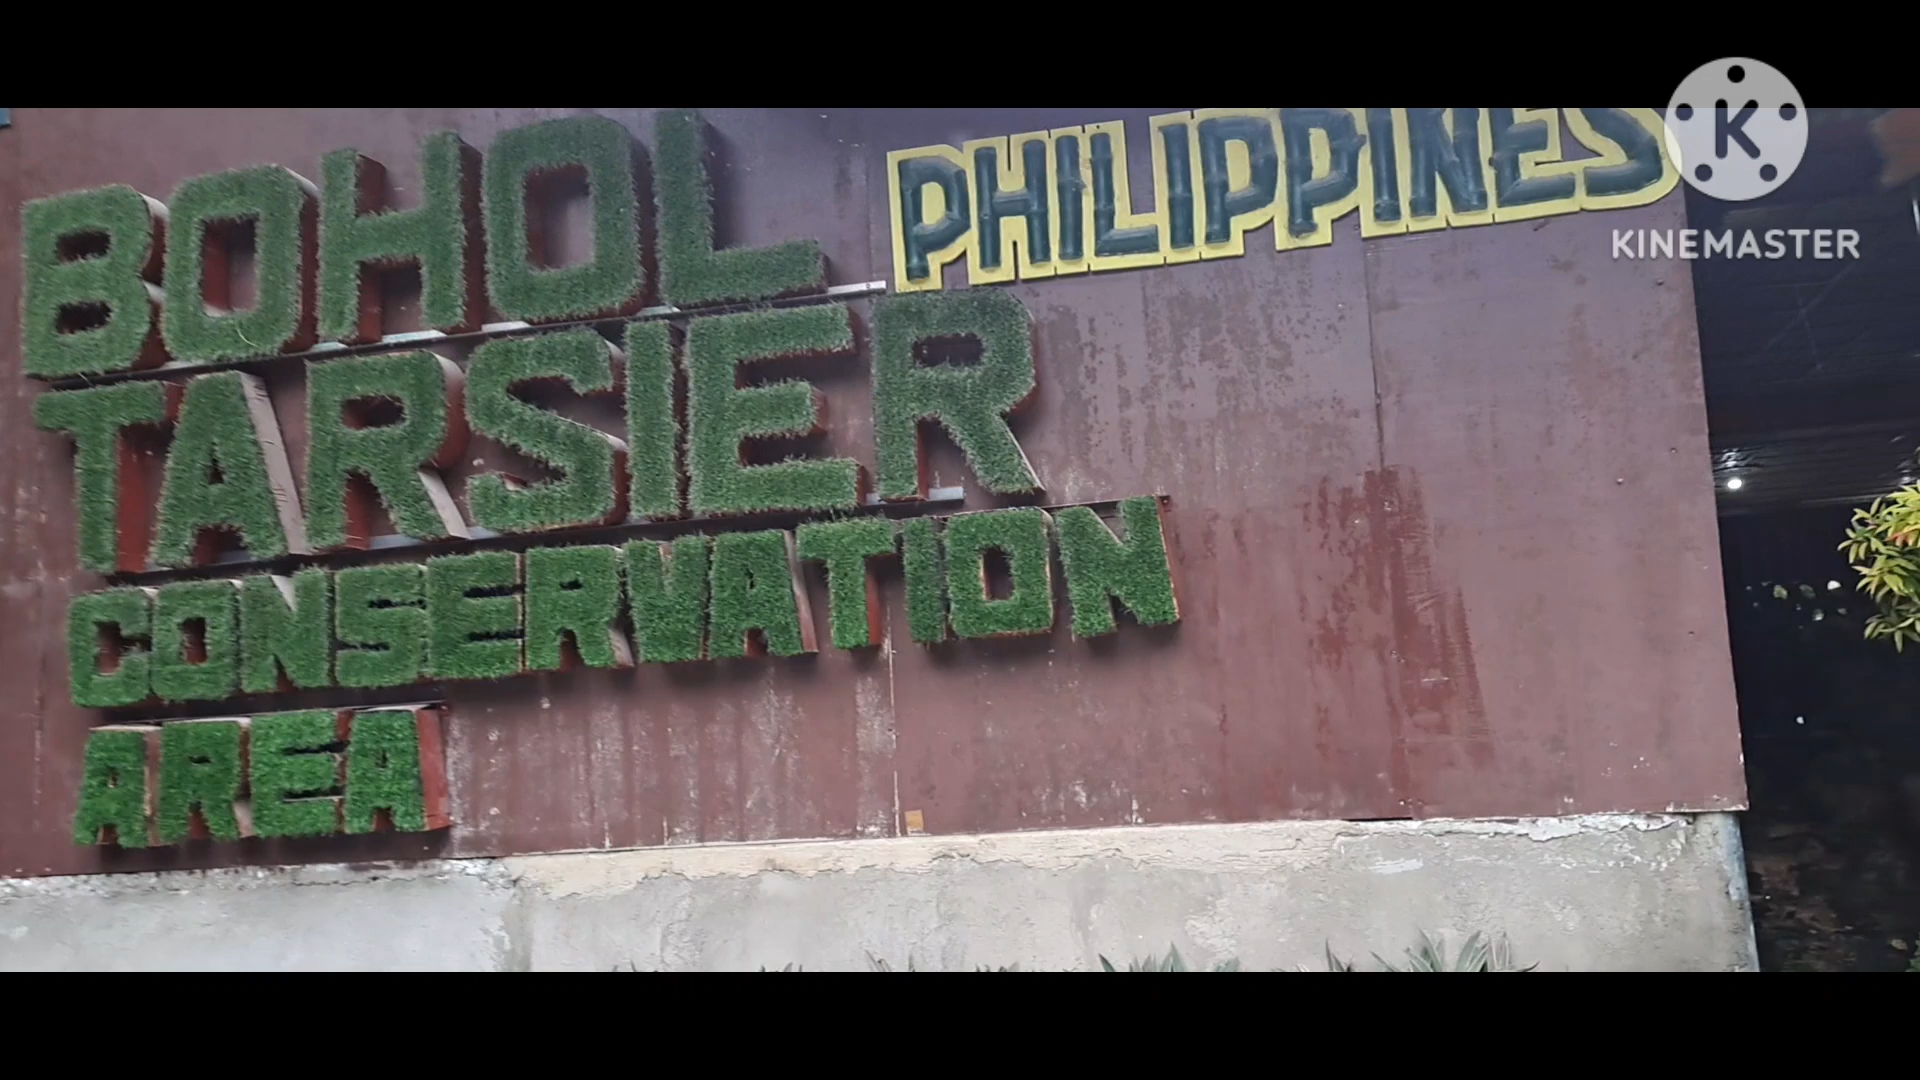 BOHOL PHILIPPINES
TARSIER
CONSERVATION
AREA
K
KINEMASTER